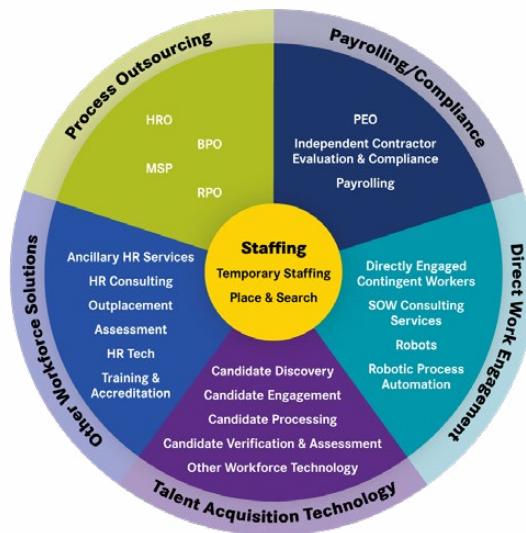 Process Outsourcing
HRO
BPO
MSP
RPO
Payrolling/Compliance
PEO
Independent Contractor
Evaluation & Compliance
Payrolling
Staffing
Temporary Staffing
Place & Search
Other Workforce Solutions
Ancillary HR Services
HR Consulting
Outplacement
Assessment
HR Tech
Training &
Accreditation
Direct Work Engagement
Directly Engaged
Contingent Workers
SOW Consulting
Services
Robots
Robotic Process
Automation
Candidate Discovery
Candidate Engagement
Candidate Processing
Candidate Verification & Assessment
Other Workforce Technology
Talent Acquisition Technology